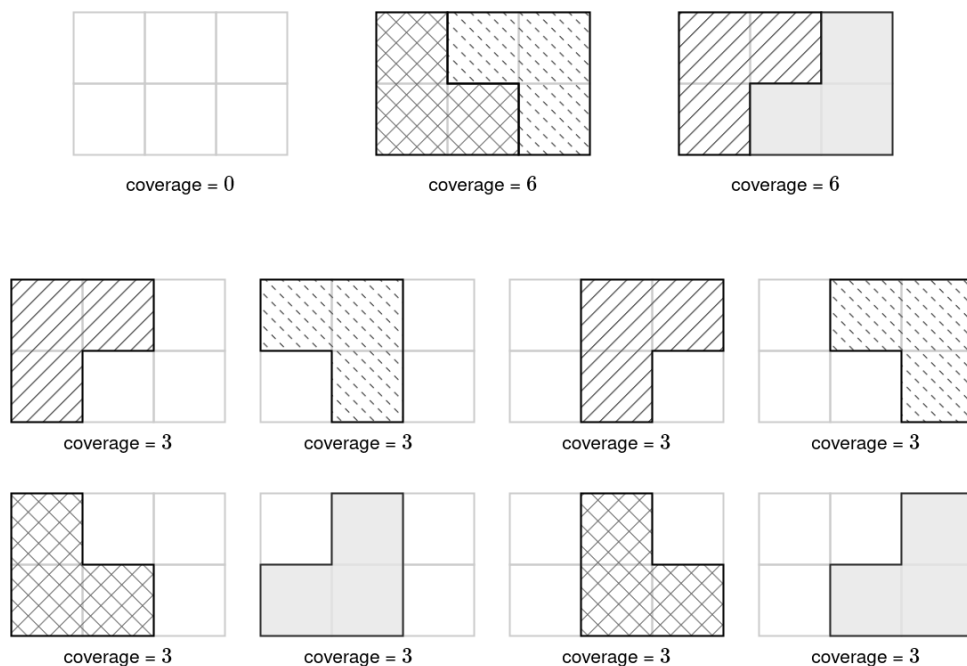 coverage = 0 coverage = 6 coverage = 6
coverage = 3 coverage = 3 coverage = 3 coverage = 3
coverage = 3 coverage = 3 coverage = 3 coverage = 3